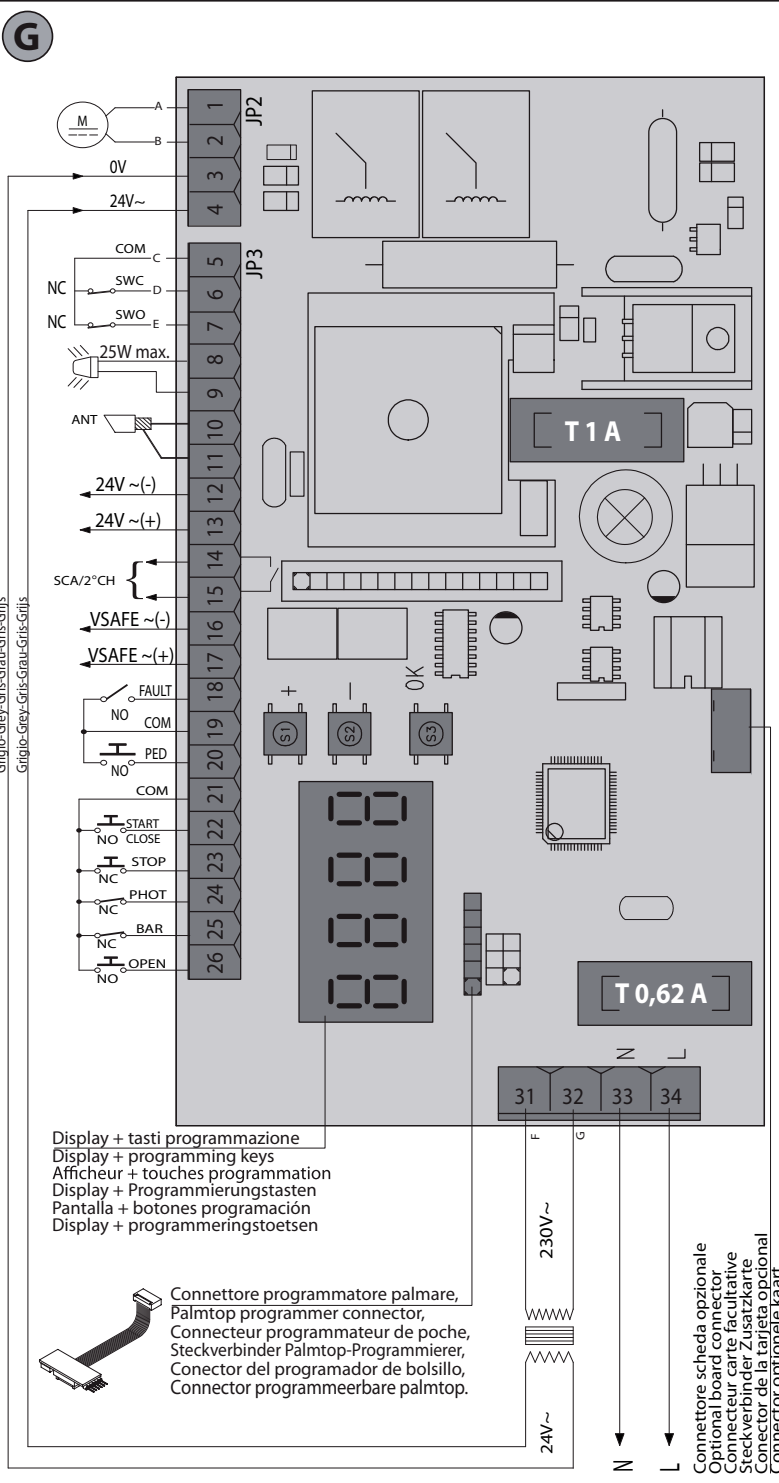 G
M
A
B
0V
24V~
1
2
3
4
JP2
COM C
NC SWC D
NC SWO E
25W max.
ANT
24V ~(-)
24V ~(+)
SCA/2°CH
VSAFE ~(-)
VSAFE ~(+)
FAULT
NO
COM
PED
NO
COM
START
NO CLOSE
STOP
NC
PHOT
NC
BAR
NC
OPEN
NO
5
6
7
8
9
10
11
12
13
14
15
16
17
18
19
20
21
22
23
24
25
26
JP3
T 1 A
+
–
OK
S1
S2
S3
T 0,62 A
N
L
31
32
33
34
F
G
Grigio-Grey-Gris-Grau-Gris-Grijs
Grigio-Grey-Gris-Grau-Gris-Grijs
Display + tasti programmazione
Display + programming keys
Afficheur + touches programmation
Display + Programmierungstasten
Pantalla + botones programación
Display + programmeringstoetsen
Connettore programmatore palmare,
Palmtop programmer connector,
Connecteur programmateur de poche,
Steckverbinder Palmtop-Programmierer,
Conector del programador de bolsillo,
Connector programmeerbare palmtop.
230V~
24V~
N
L
Connettore scheda opzionale
Optional board connector
Connecteur carte facultative
Steckverbinder Zusatzkarte
Conector de la tarjeta opcional
Connector optionele kaart